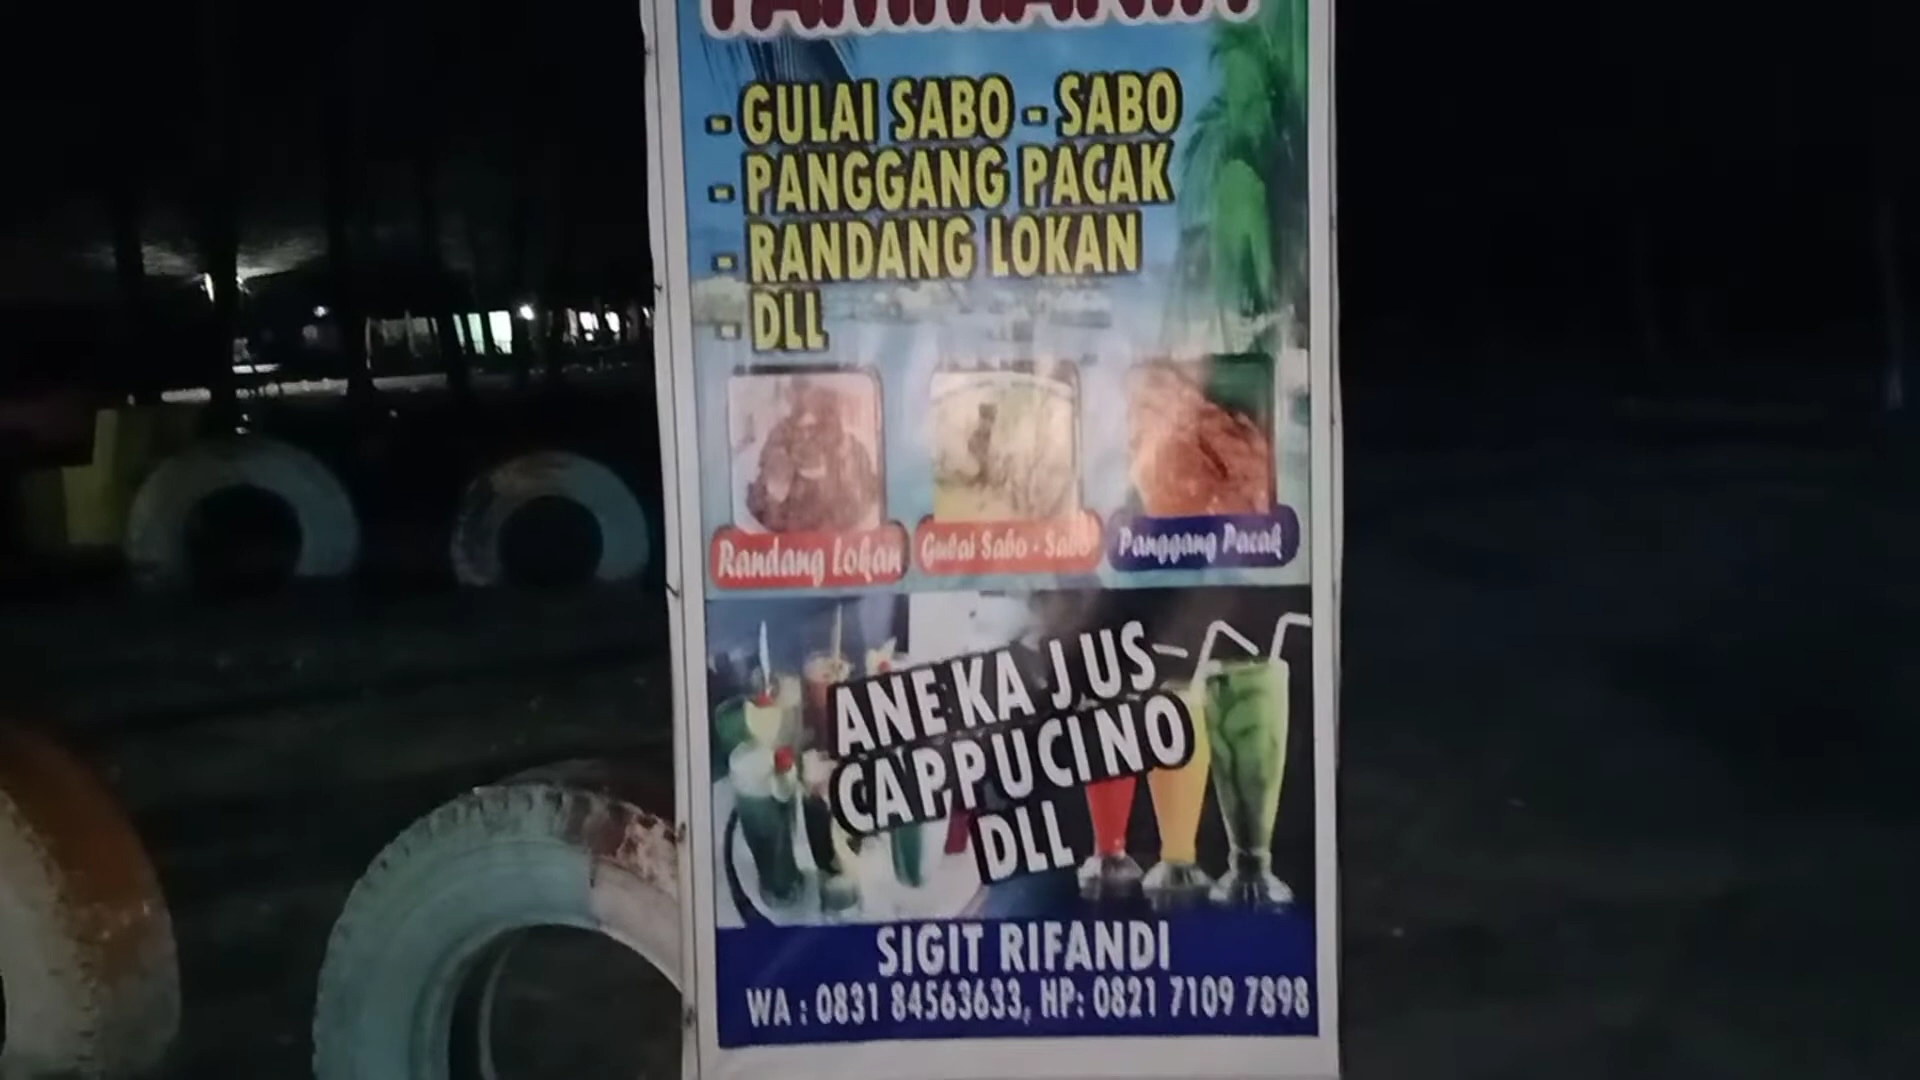 - GULAI SABO - SABO
- PANGGANG PACAK
- RANDANG LOKAN
- DLL
Randang Lokan
Gulai Sabo - Sabo
Panggang Pacak
ANEKA JUS
CAPPUCINO
DLL
SIGIT RIFANDI
WA : 0831 84563633, HP: 0821 7109 7898